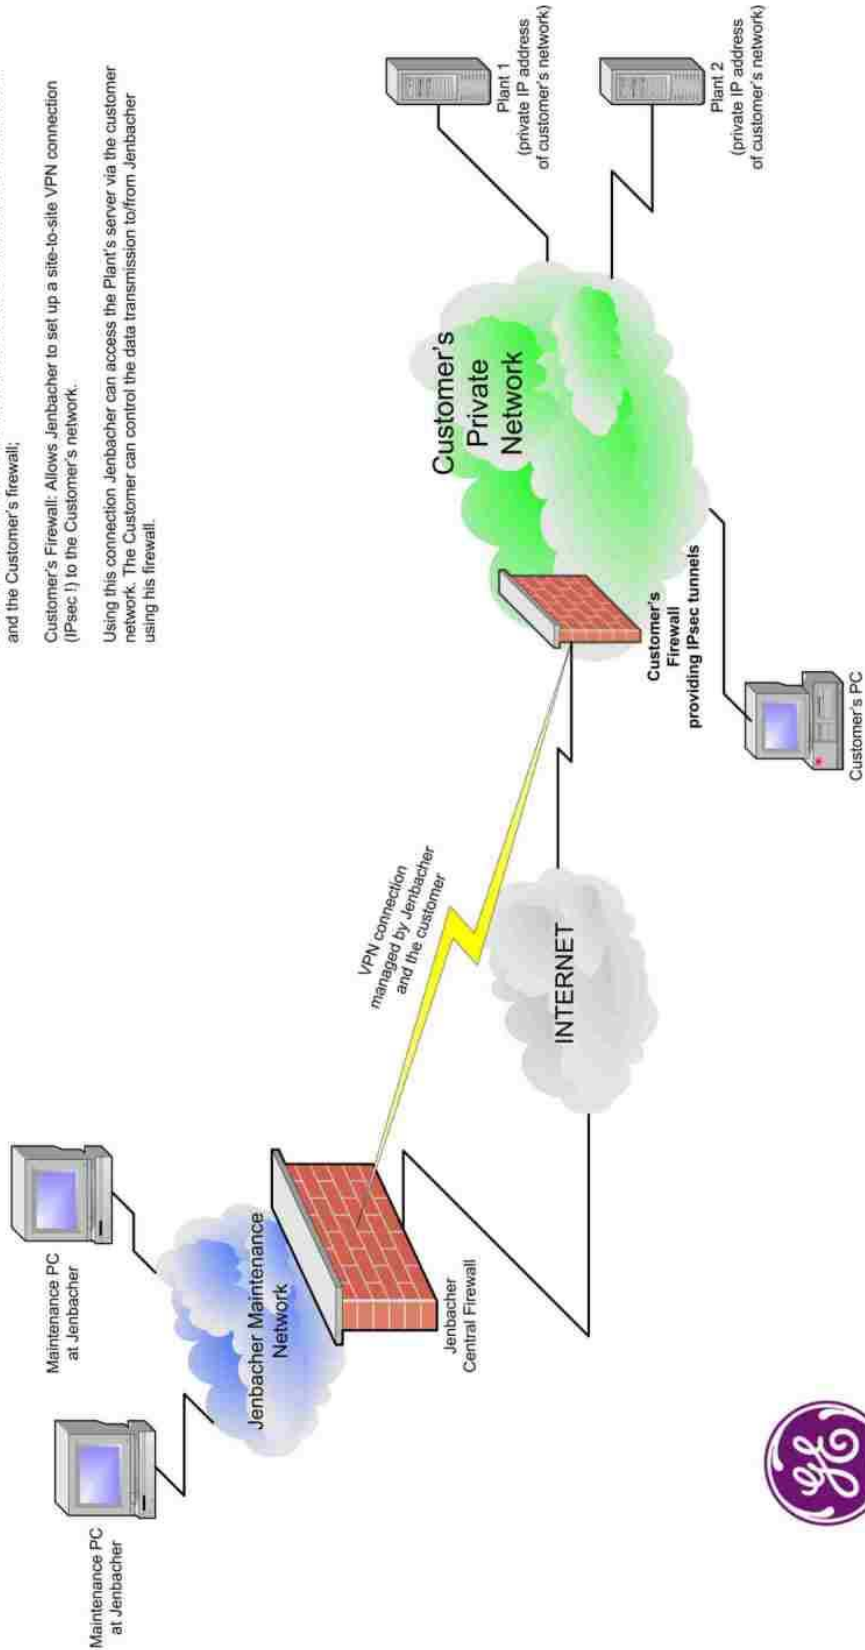 and the Customer's firewall;
Customer's Firewall: Allows Jenbacher to set up a site-to-site VPN connection
(IPsec !) to the Customer's network.
Using this connection Jenbacher can access the Plant's server via the customer
network. The Customer can control the data transmission to/from Jenbacher
using his firewall.
Maintenance PC
at Jenbacher
Maintenance PC
at Jenbacher
Jenbacher Maintenance
Network
Jenbacher
Central Firewall
VPN connection
managed by Jenbacher
and the customer
INTERNET
Customer's
Private
Network
Customer's
Firewall
providing IPsec tunnels
Plant 1
(private IP address
of customer's network)
Plant 2
(private IP address
of customer's network)
Customer's PC
GE